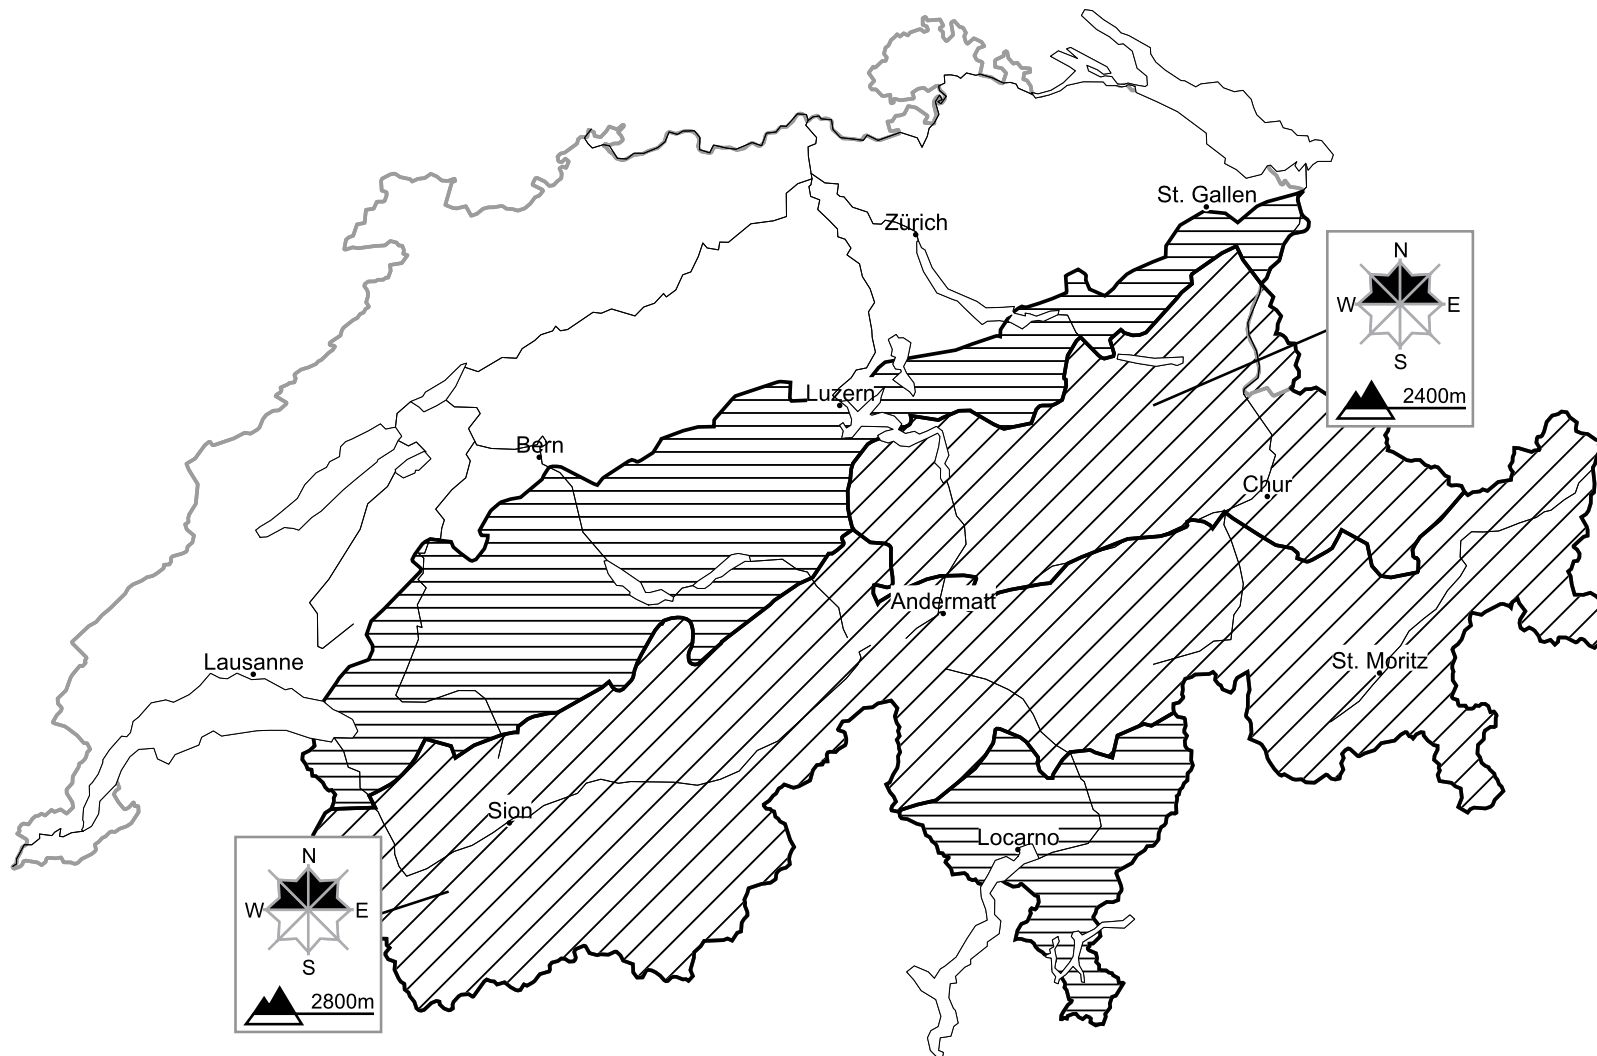 St. Gallen
Zürich
N
W E
S
2400m
Luzern
Bern
Chur
Andermatt
Lausanne
St. Moritz
Sion
Locarno
N
W E
S
2800m